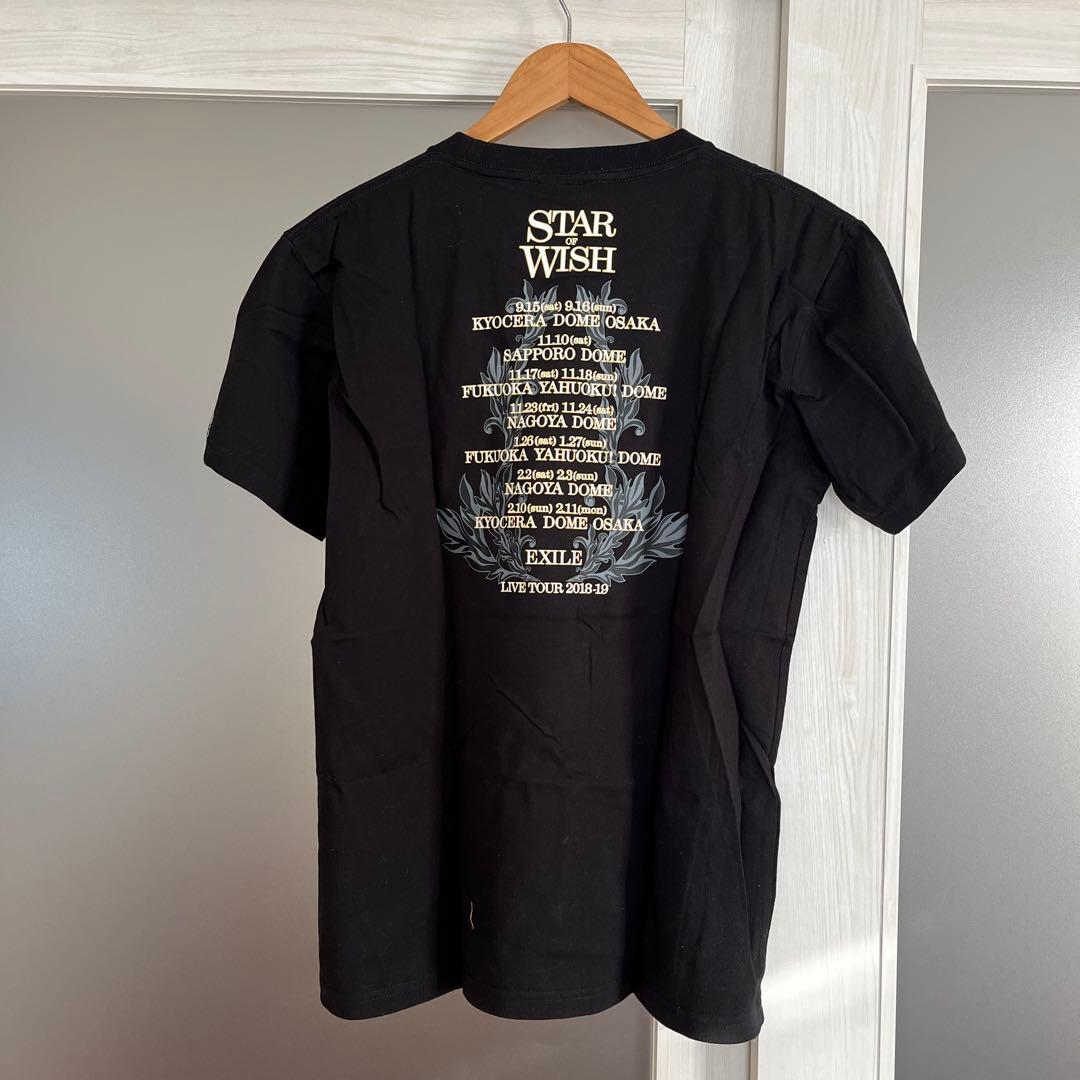 STAR
OF
WISH
9.15(sat) 9.16(sun)
KYOCERA DOME OSAKA
11.10(sat)
SAPPORO DOME
11.17(sat) 11.18(sun)
FUKUOKA YAHUOKU! DOME
11.23(fri) 11.24(sat)
NAGOYA DOME
1.26(sat) 1.27(sun)
FUKUOKA YAHUOKU! DOME
2.2(sat) 2.3(sun)
NAGOYA DOME
2.10(sun) 2.11(mon)
KYOCERA DOME OSAKA
EXILE
LIVE TOUR 2018-19